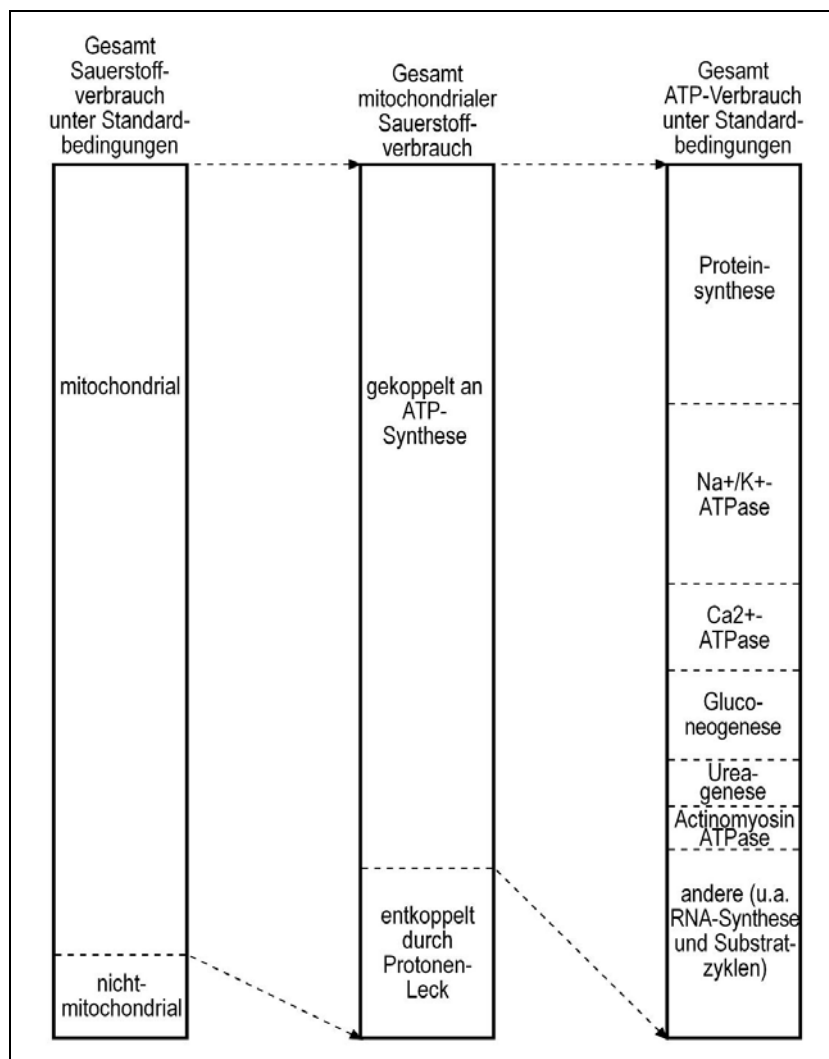 Gesamt
Sauerstoff-
verbrauch
unter Standard-
bedingungen
Gesamt
mitochondrialer
Sauerstoff-
verbrauch
Gesamt
ATP-Verbrauch
unter Standard-
bedingungen
mitochondrial
nicht-
mitochondrial
gekoppelt an
ATP-
Synthese
entkoppelt
durch
Protonen-
Leck
Protein-
synthese
Na+/K+-
ATPase
Ca2+-
ATPase
Gluco-
neogenese
Urea-
genese
Actinomyosin
ATPase
andere (u.a.
RNA-Synthese
und Substrat-
zyklen)